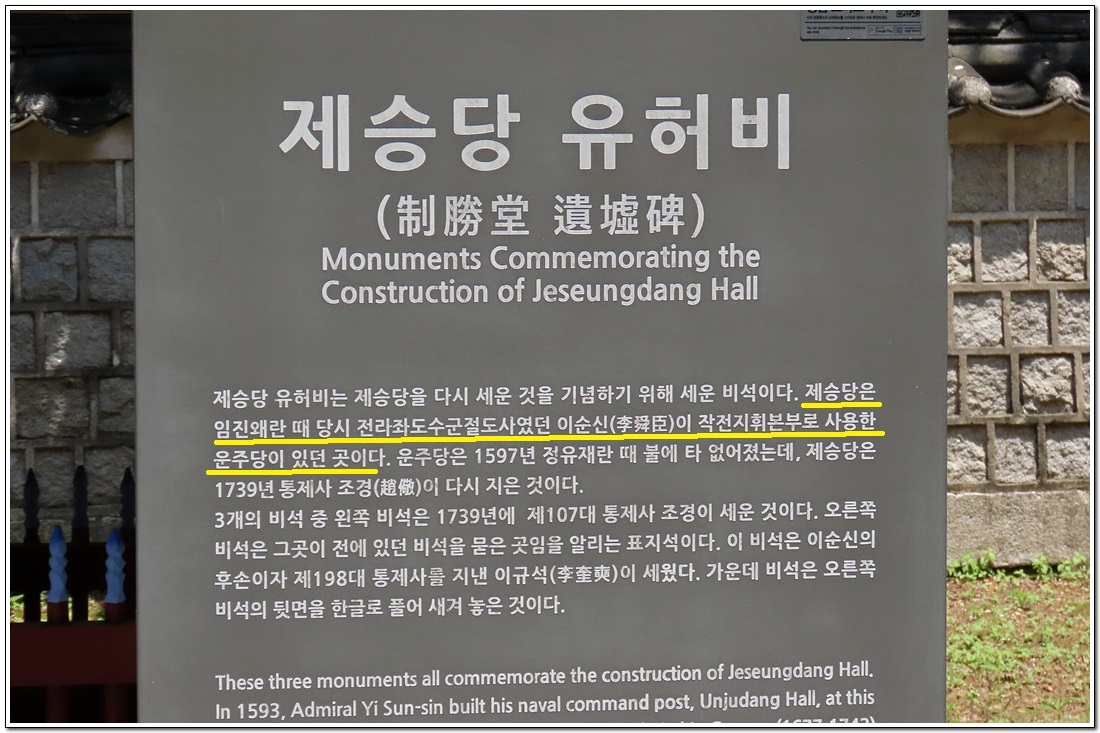 제승당 유허비
(制勝堂 遺墟碑)
Monuments Commemorating the
Construction of Jeseungdang Hall
제승당 유허비는 제승당을 다시 세운 것을 기념하기 위해 세운 비석이다. 제승당은
임진왜란 때 당시 전라좌도수군절도사였던 이순신(李舜臣)이 작전지휘본부로 사용한
운주당이 있던 곳이다. 운주당은 1597년 정유재란 때 불에 타 없어졌는데, 제승당은
1739년 통제사 조경(趙儆)이 다시 지은 것이다.
3개의 비석 중 왼쪽 비석은 1739년에 제107대 통제사 조경이 세운 것이다. 오른쪽
비석은 그곳이 전에 있던 비석을 묻은 곳임을 알리는 표지석이다. 이 비석은 이순신의
후손이자 제198대 통제사를 지낸 이규석(李奎奭)이 세웠다. 가운데 비석은 오른쪽
비석의 뒷면을 한글로 풀어 새겨 놓은 것이다.
These three monuments all commemorate the construction of Jeseungdang Hall.
In 1593, Admiral Yi Sun-sin built his naval command post, Unjudang Hall, at this
(1677-1743)